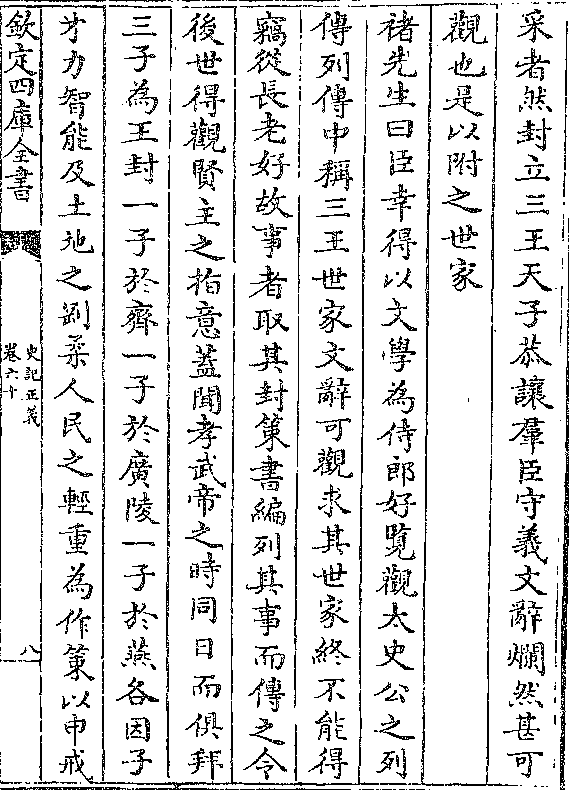 采者然封立三王天子恭讓羣臣守義文辭爛然甚可
觀也是以附之世家
褚先生曰臣幸得以文學為侍郎好覽觀太史公之列
傳列傳中稱三王世家文辭可觀求其世家終不能得
竊從長老好故事者取其封策書編列其事而傳之令
後世得觀賢主之指意蓋聞孝武帝之時同日而俱拜
三子為王封一子於齊一子於廣陵一子於燕各因子
才力智能及土地之剛柔人民之輕重為作策以申戒
欽定四庫全書
史記正義
卷六十
八